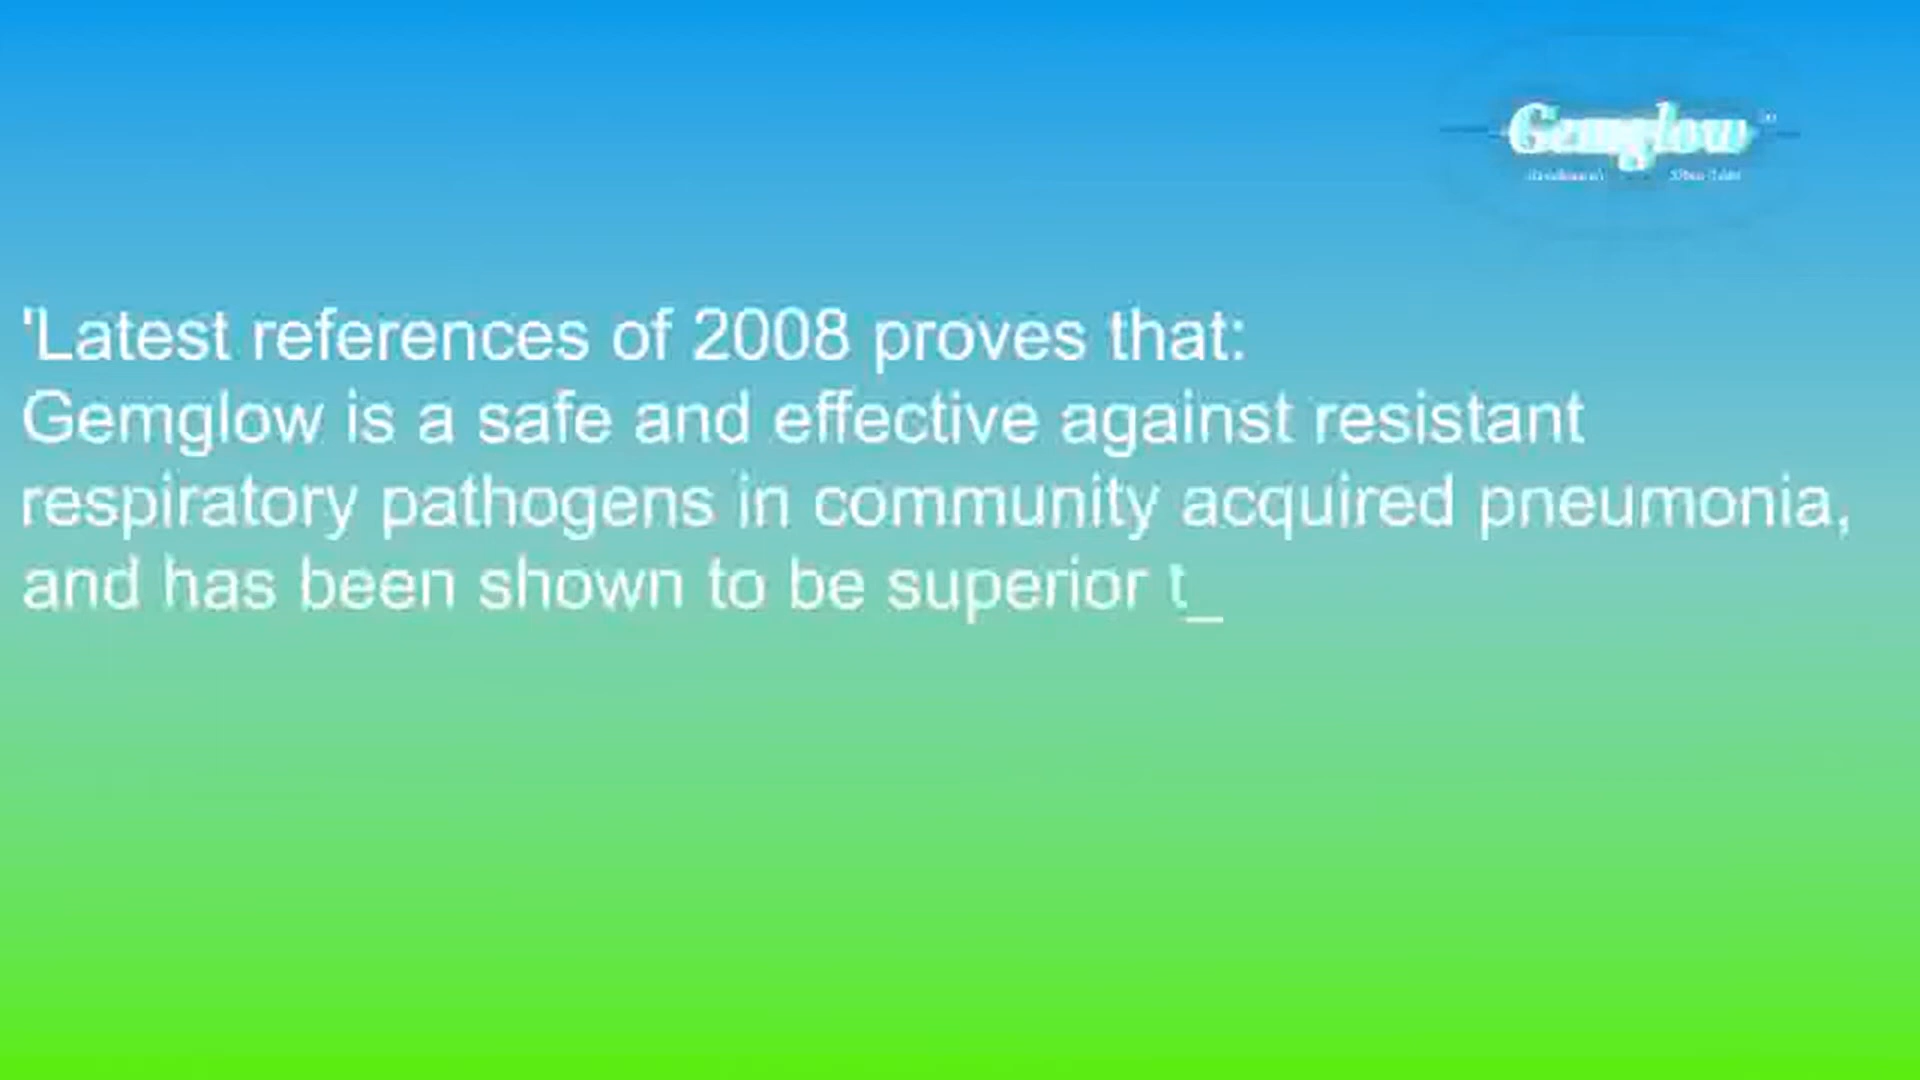 Gemglow
'Latest references of 2008 proves that:
Gemglow is a safe and effective against resistant
respiratory pathogens in community acquired pneumonia,
and has been shown to be superior t_